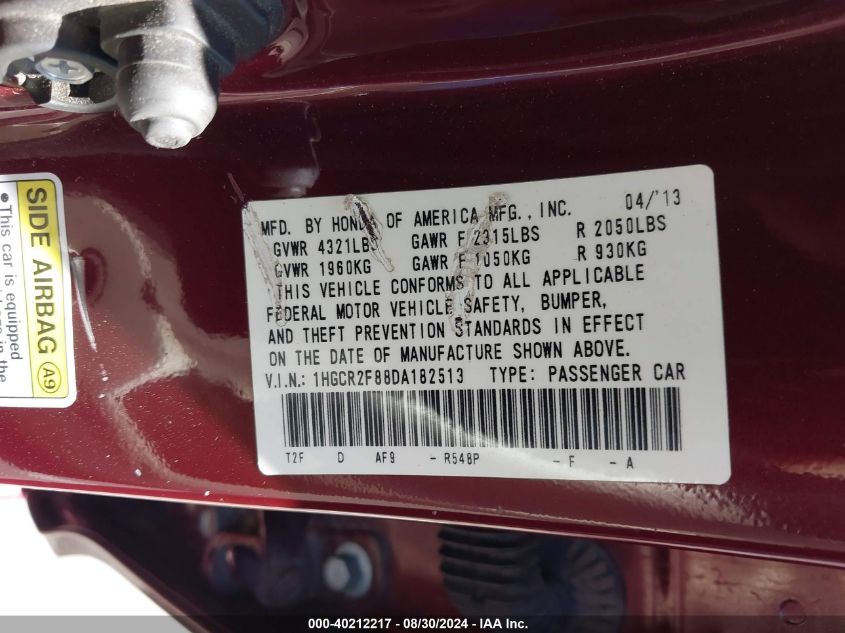 SIDE AIRBAG A9
• This car is equipped
MFD. BY HONDA OF AMERICA MFG., INC. 04/'13
GVWR 4321LBS GAWR F 2315LBS R 2050LBS
GVWR 1960KG GAWR F 1050KG R 930KG
THIS VEHICLE CONFORMS TO ALL APPLICABLE
FEDERAL MOTOR VEHICLE SAFETY, BUMPER,
AND THEFT PREVENTION STANDARDS IN EFFECT
ON THE DATE OF MANUFACTURE SHOWN ABOVE.
V.I.N.: 1HGCR2F88DA182513 TYPE: PASSENGER CAR
T2F D AF9 - R548P - F - A
000-40212217 - 08/30/2024 - IAA Inc.